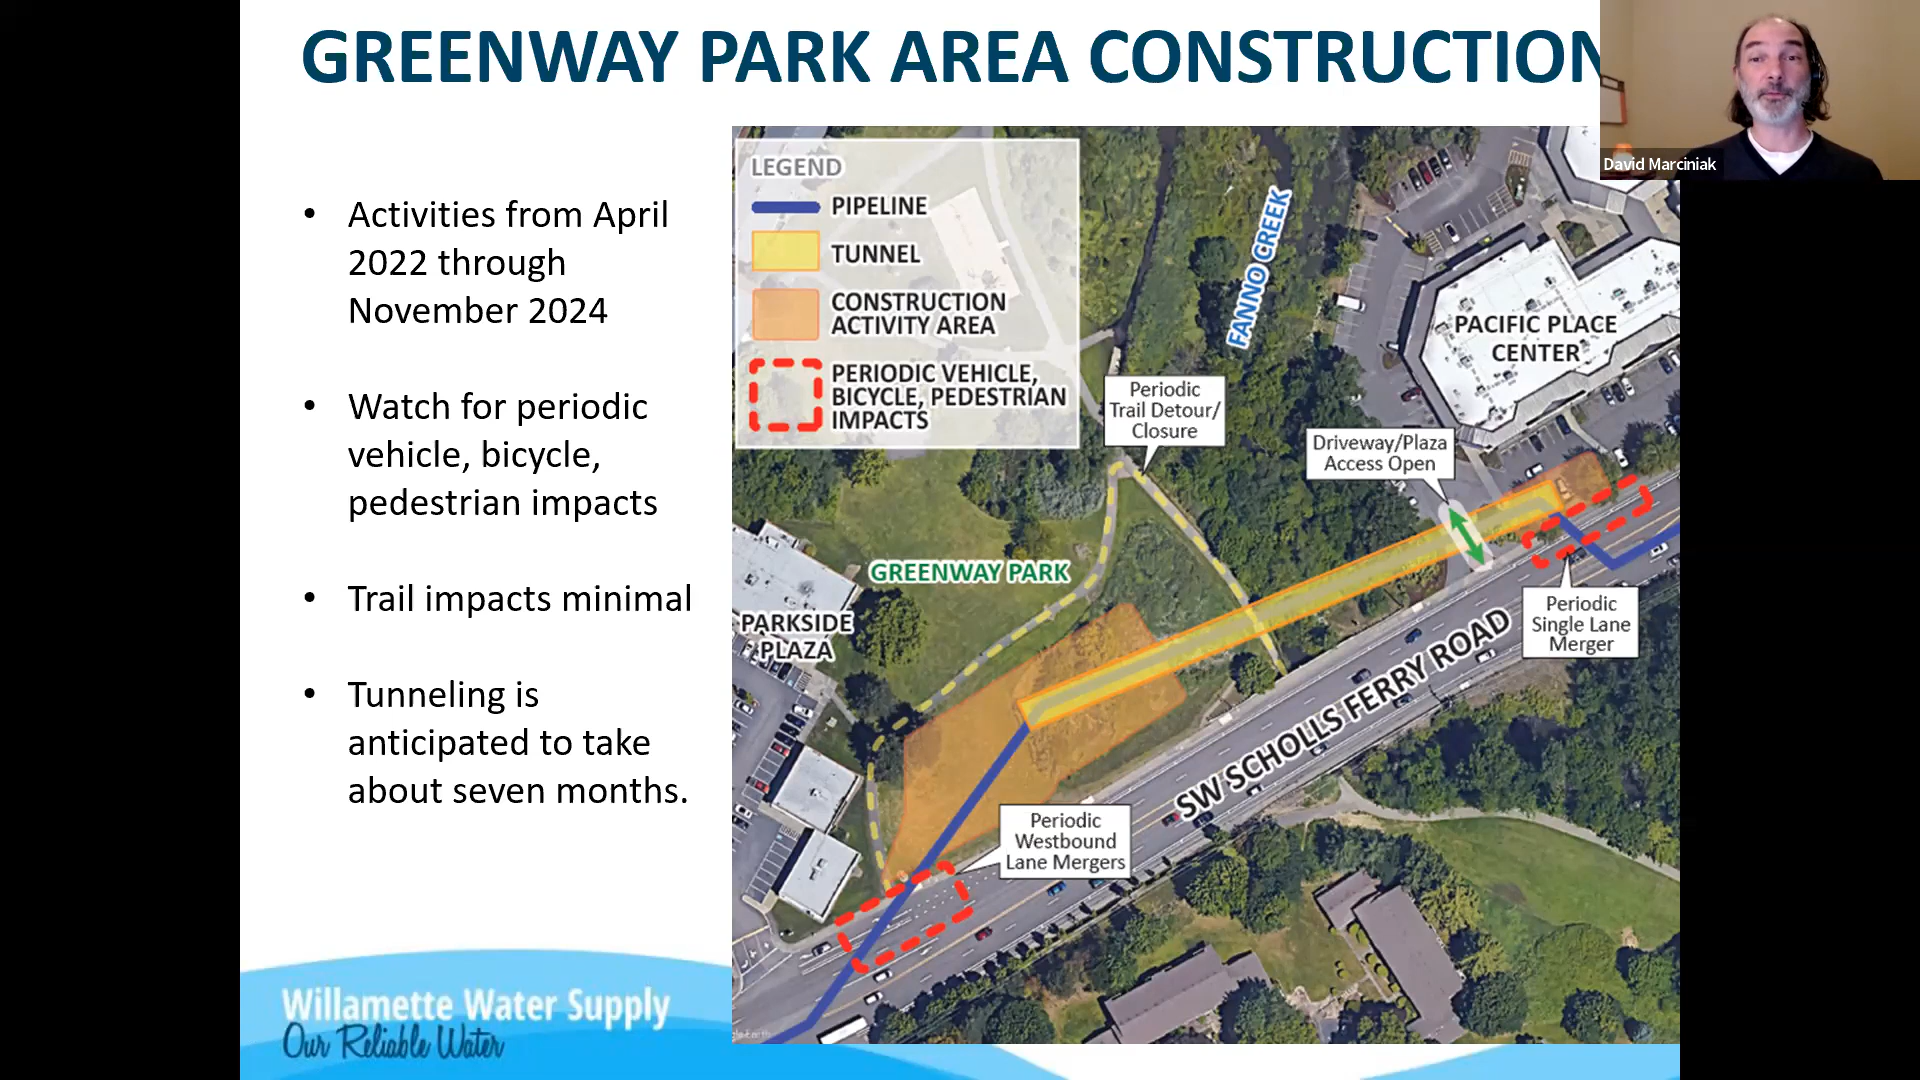 GREENWAY PARK AREA CONSTRUCTION
David Marciniak
• Activities from April
2022 through
November 2024
• Watch for periodic
vehicle, bicycle,
pedestrian impacts
• Trail impacts minimal
• Tunneling is
anticipated to take
about seven months.
LEGEND
PIPELINE
TUNNEL
CONSTRUCTION
ACTIVITY AREA
PERIODIC VEHICLE,
BICYCLE, PEDESTRIAN
IMPACTS
FANNO CREEK
PACIFIC PLACE
CENTER
Periodic
Trail Detour/
Closure
Driveway/Plaza
Access Open
GREENWAY PARK
PARKSIDE
PLAZA
Periodic
Single Lane
Merger
SW SCHOLLS FERRY ROAD
Periodic
Westbound
Lane Mergers
Willamette Water Supply
Our Reliable Water